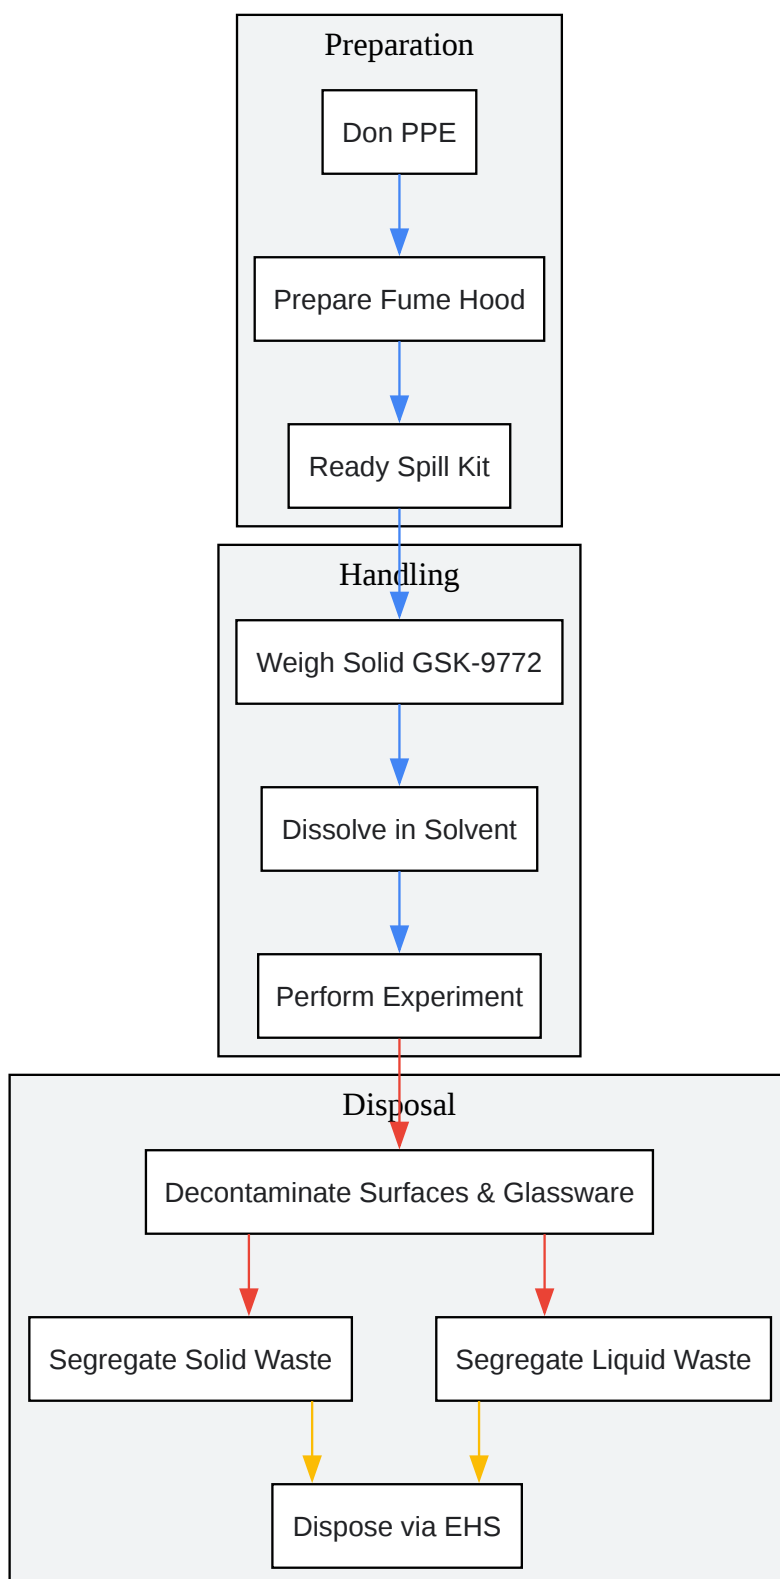 Preparation
Don PPE
Prepare Fume Hood
Ready Spill Kit
Handling
Weigh Solid GSK-9772
Dissolve in Solvent
Perform Experiment
Disposal
Decontaminate Surfaces & Glassware
Segregate Solid Waste
Segregate Liquid Waste
Dispose via EHS